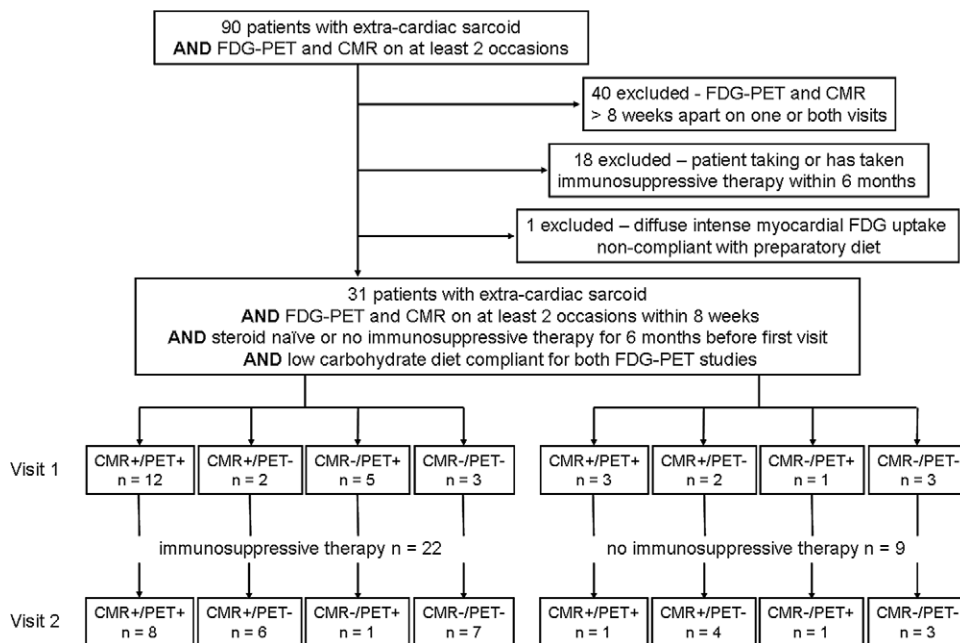 90 patients with extra-cardiac sarcoid
AND FDG-PET and CMR on at least 2 occasions
40 excluded - FDG-PET and CMR
> 8 weeks apart on one or both visits
18 excluded – patient taking or has taken
immunosuppressive therapy within 6 months
1 excluded – diffuse intense myocardial FDG uptake
non-compliant with preparatory diet
31 patients with extra-cardiac sarcoid
AND FDG-PET and CMR on at least 2 occasions within 8 weeks
AND steroid naïve or no immunosuppressive therapy for 6 months before first visit
AND low carbohydrate diet compliant for both FDG-PET studies
Visit 1
CMR+/PET+
n = 12
CMR+/PET-
n = 2
CMR-/PET+
n = 5
CMR-/PET-
n = 3
CMR+/PET+
n = 3
CMR+/PET-
n = 2
CMR-/PET+
n = 1
CMR-/PET-
n = 3
immunosuppressive therapy n = 22
no immunosuppressive therapy n = 9
Visit 2
CMR+/PET+
n = 8
CMR+/PET-
n = 6
CMR-/PET+
n = 1
CMR-/PET-
n = 7
CMR+/PET+
n = 1
CMR+/PET-
n = 4
CMR-/PET+
n = 1
CMR-/PET-
n = 3